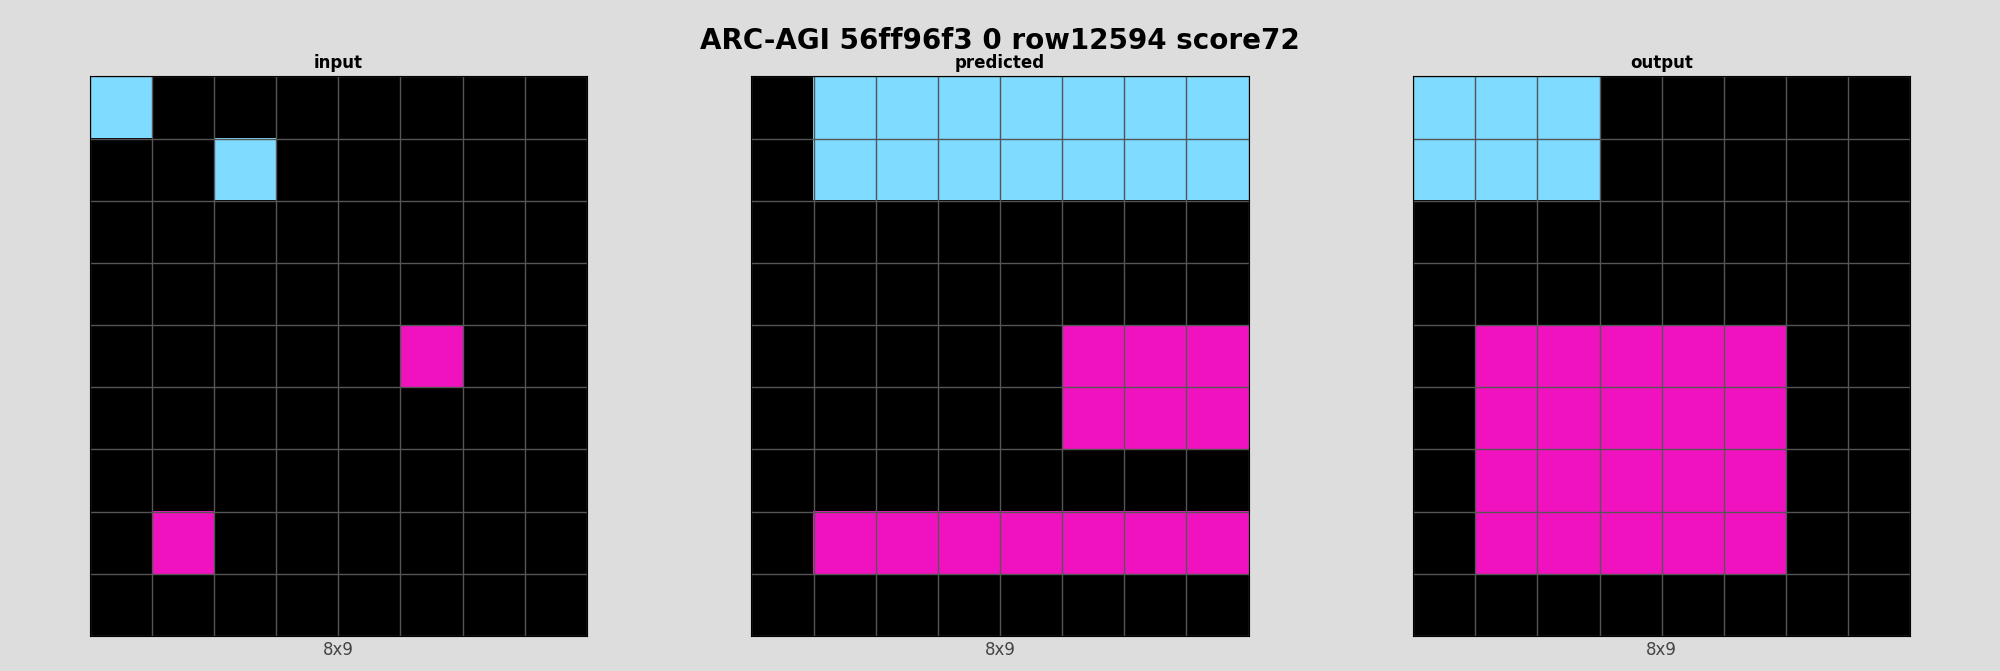 ARC-AGI 56ff96f3 0 row12594 score72
input
predicted
output
8x9
8x9
8x9